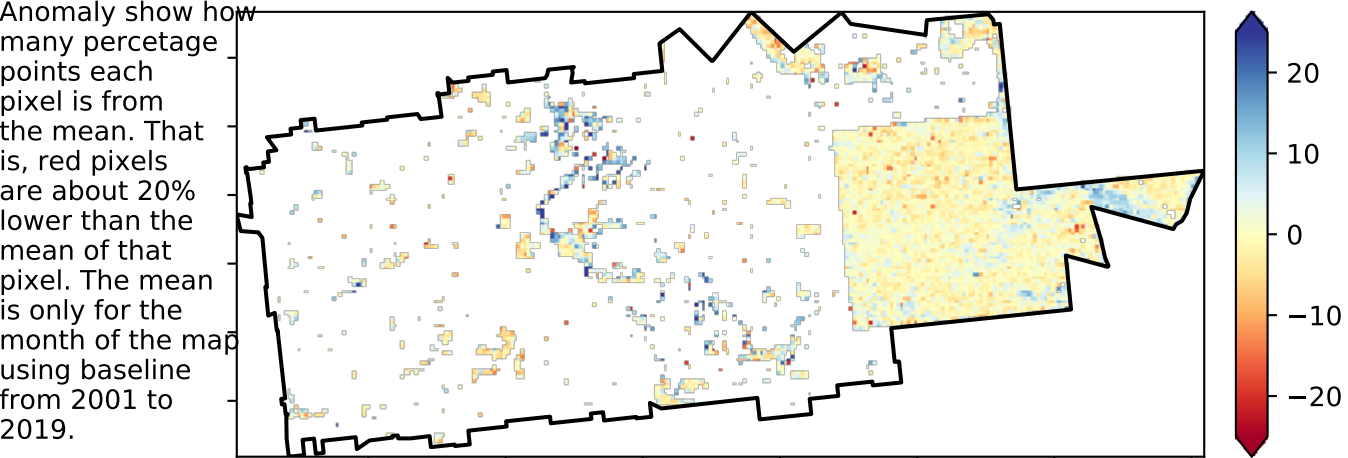 Anomaly show how
many percetage
points each
pixel is from
the mean. That
is, red pixels
are about 20%
lower than the
mean of that
pixel. The mean
is only for the
month of the map
using baseline
from 2001 to
2019.
20
10
0
−10
−20